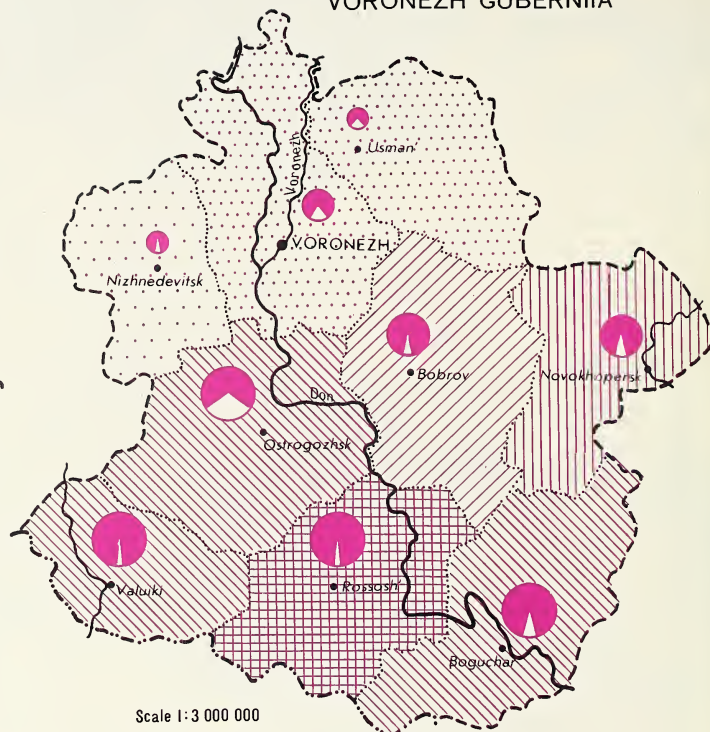 VORONEZH GUBERNIIA
Voronezh
Usman
VORONEZH
Nizhnedevitsk
Bobrov
Novokhopersk
Don
Ostrogozhsk
Valuiki
Rossosh'
Boguchar
Scale 1:3 000 000